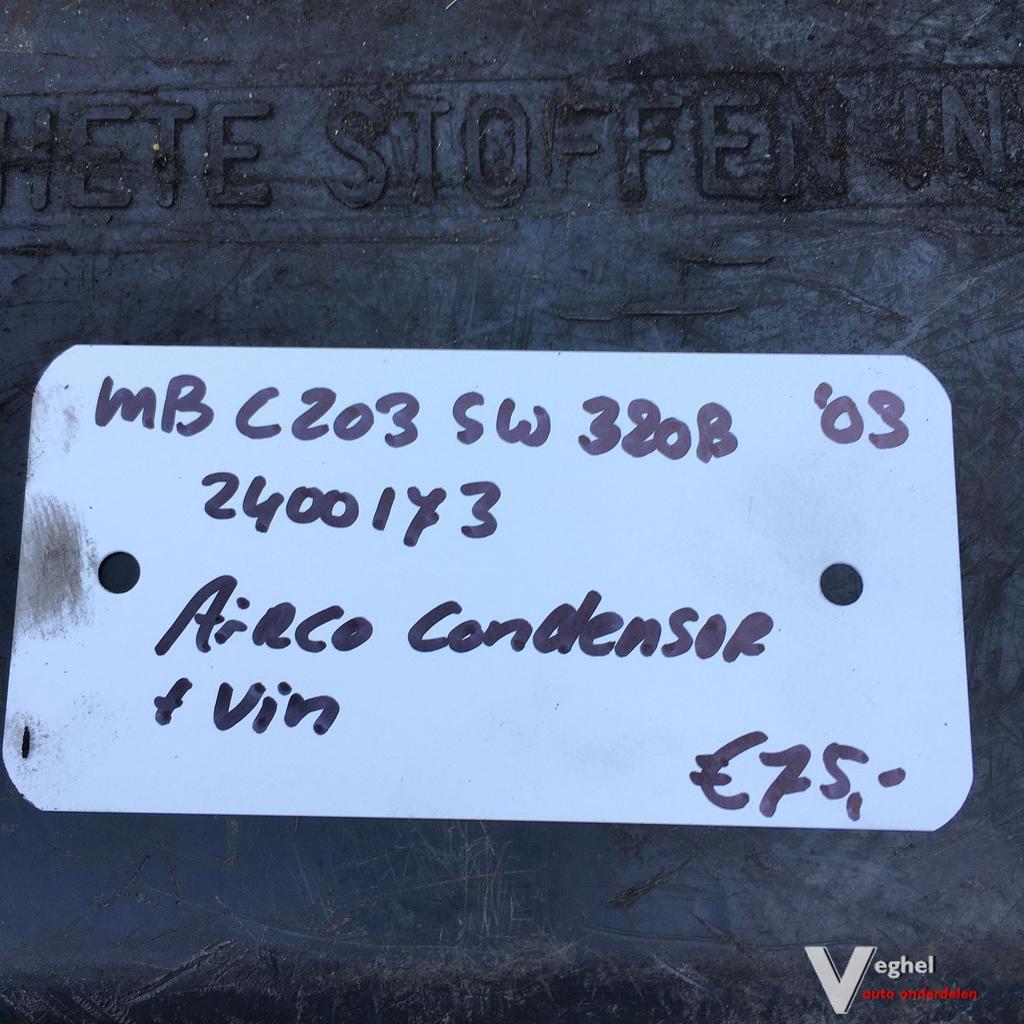 HETE STOFFEN IN
MB C203 SW 320B '03
2400173
Airco Condensor
+ Vin
€75,-
Veghel
auto onderdelen